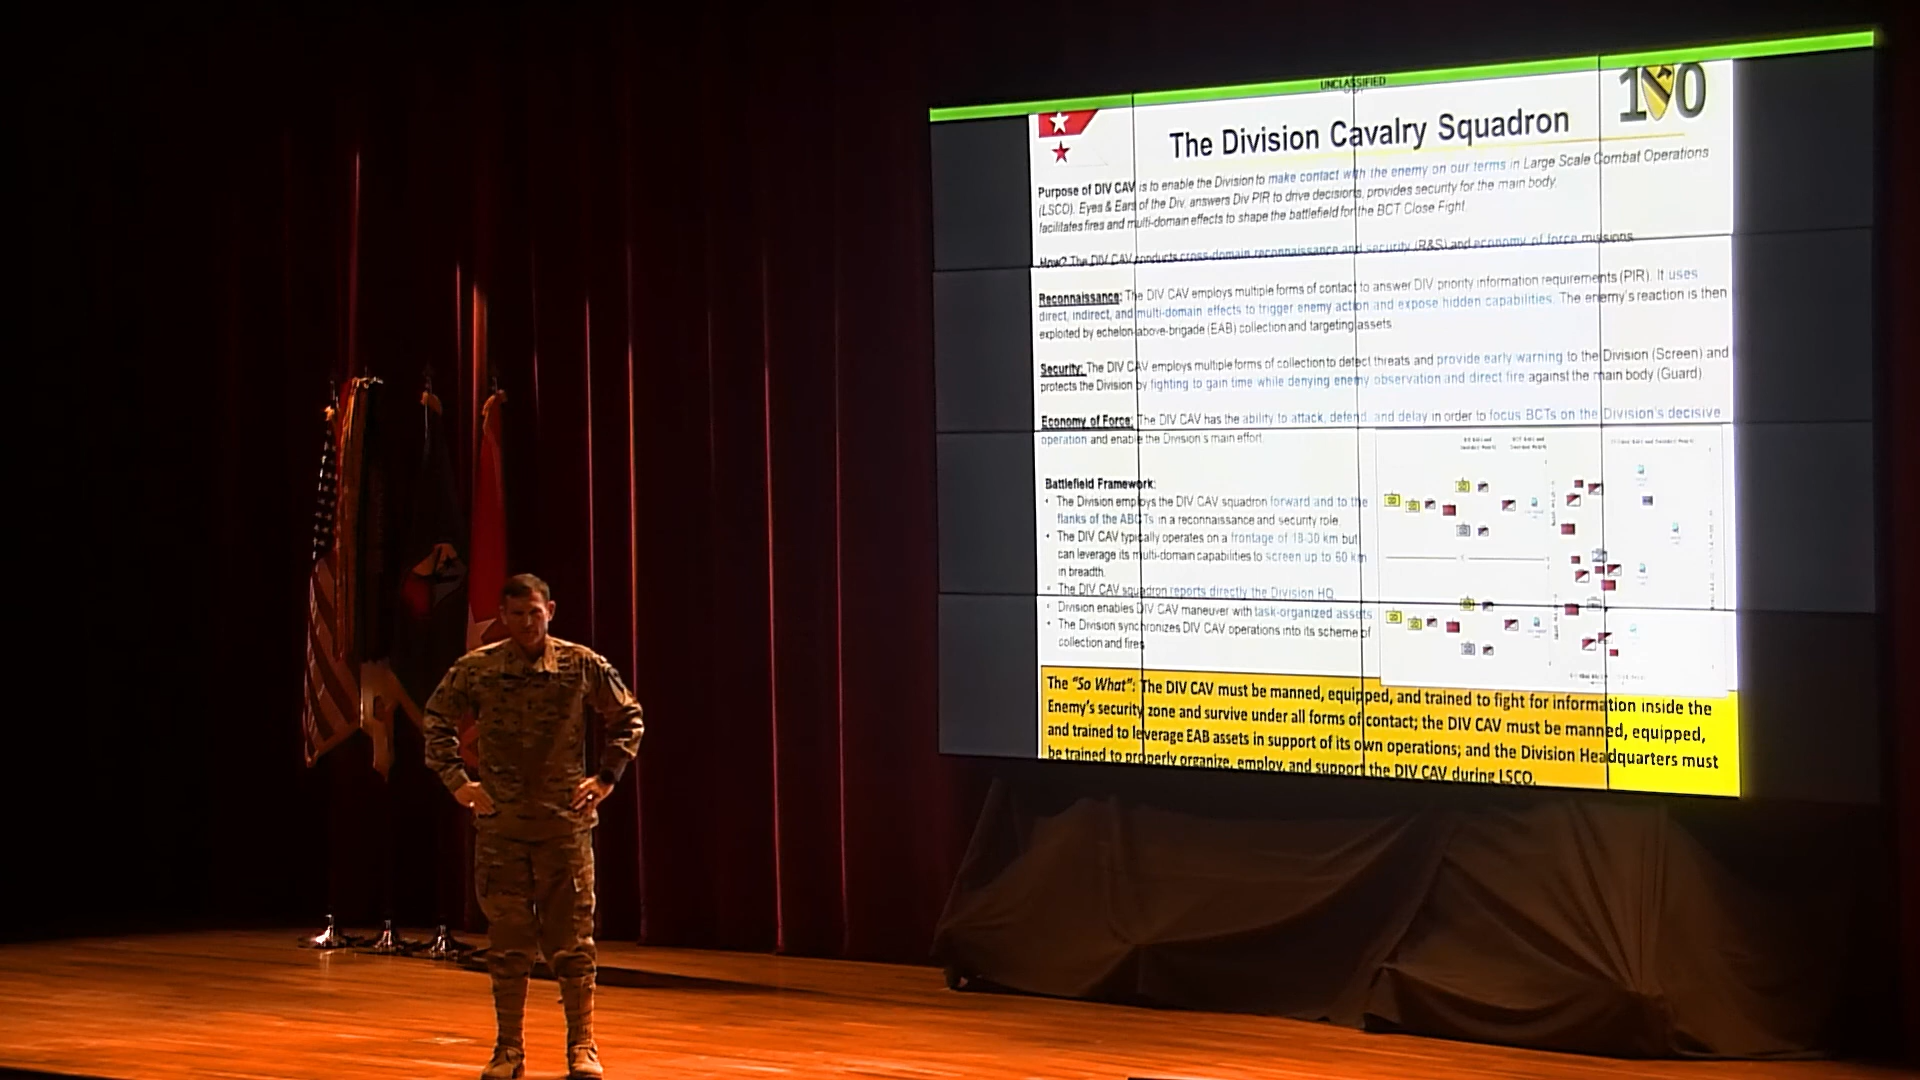 UNCLASSIFIED
100
The Division Cavalry Squadron
Purpose of DIV CAV is to enable the Division to make contact with the enemy on our terms in Large Scale Combat Operations
(LSCO). Eyes & Ears of the Div, answers Div PIR to drive decisions, provides security for the main body,
facilitates fires and multi-domain effects to shape the battlefield for the BCT Close Fight.
How? The DIV CAV conducts cross-domain reconnaissance and security (R&S) and economy of force missions.
Reconnaissance: The DIV CAV employs multiple forms of contact to answer DIV priority information requirements (PIR). It uses
direct, indirect, and multi-domain effects to trigger enemy action and expose hidden capabilities. The enemy's reaction is then
exploited by echelon-above-brigade (EAB) collection and targeting assets.
Security: The DIV CAV employs multiple forms of collection to detect threats and provide early warning to the Division (Screen) and
protects the Division by fighting to gain time while denying enemy observation and direct fire against the main body (Guard).
Economy of Force: The DIV CAV has the ability to attack, defend, and delay in order to focus BCTs on the Division's decisive
operation and enable the Division's main effort.
Battlefield Framework:
• The Division employs the DIV CAV squadron forward and to the
flanks of the ABCTs in a reconnaissance and security role.
• The DIV CAV typically operates on a frontage of 18-30 km but
can leverage its multi-domain capabilities to screen up to 60 km
in breadth.
• The DIV CAV squadron reports directly the Division HQ
• Division enables DIV CAV maneuver with task-organized assets
• The Division synchronizes DIV CAV operations into its scheme of
collection and fires
The "So What": The DIV CAV must be manned, equipped, and trained to fight for information inside the
Enemy's security zone and survive under all forms of contact; the DIV CAV must be manned, equipped,
and trained to leverage EAB assets in support of its own operations; and the Division Headquarters must
be trained to properly organize, employ, and support the DIV CAV during LSCO.